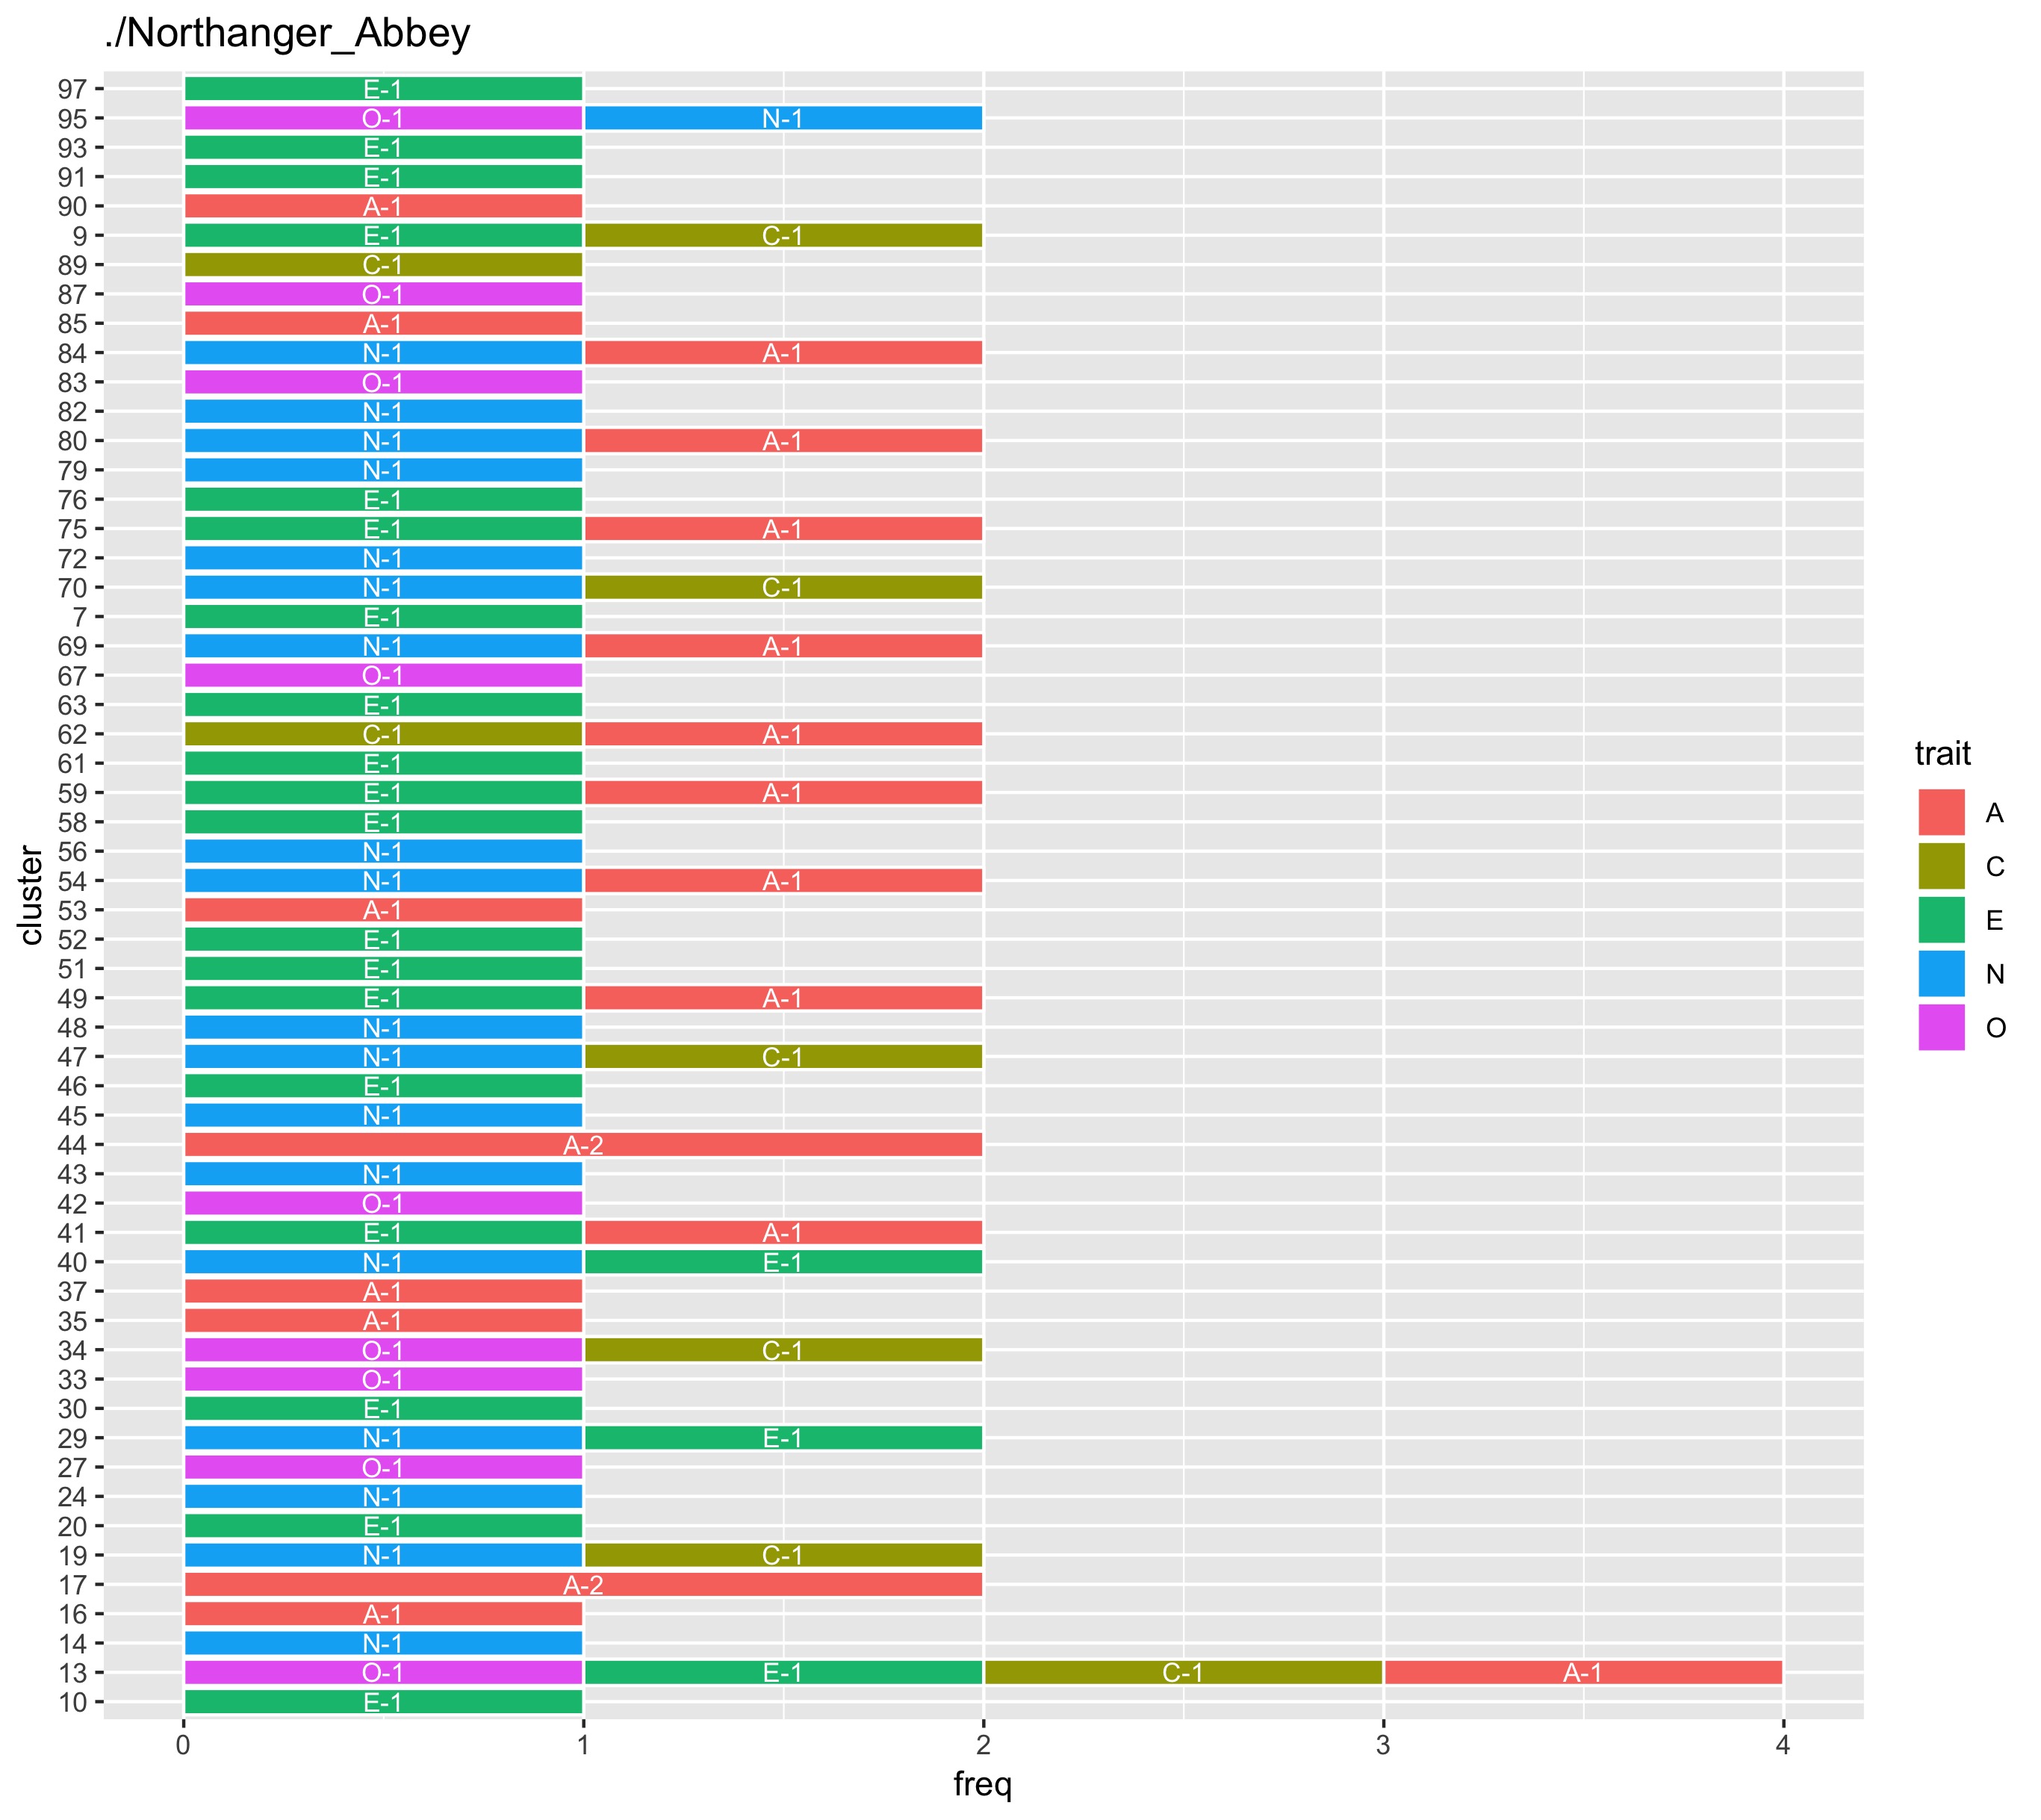 ./Northanger_Abbey
97 E-1
95 O-1 N-1
93 E-1
91 E-1
90 A-1
9 E-1 C-1
89 C-1
87 O-1
85 A-1
84 N-1 A-1
83 O-1
82 N-1
80 N-1 A-1
79 N-1
76 E-1
75 E-1 A-1
72 N-1
70 N-1 C-1
7 E-1
69 N-1 A-1
67 O-1
63 E-1
62 C-1 A-1
61 E-1
59 E-1 A-1
58 E-1
56 N-1
54 N-1 A-1
53 A-1
52 E-1
51 E-1
49 E-1 A-1
48 N-1
47 N-1 C-1
46 E-1
45 N-1
44 A-2
43 N-1
42 O-1
41 E-1 A-1
40 N-1 E-1
37 A-1
35 A-1
34 O-1 C-1
33 O-1
30 E-1
29 N-1 E-1
27 O-1
24 N-1
20 E-1
19 N-1 C-1
17 A-2
16 A-1
14 N-1
13 O-1 E-1 C-1 A-1
10 E-1
0 1 2 3 4
freq
cluster
trait
A
C
E
N
O